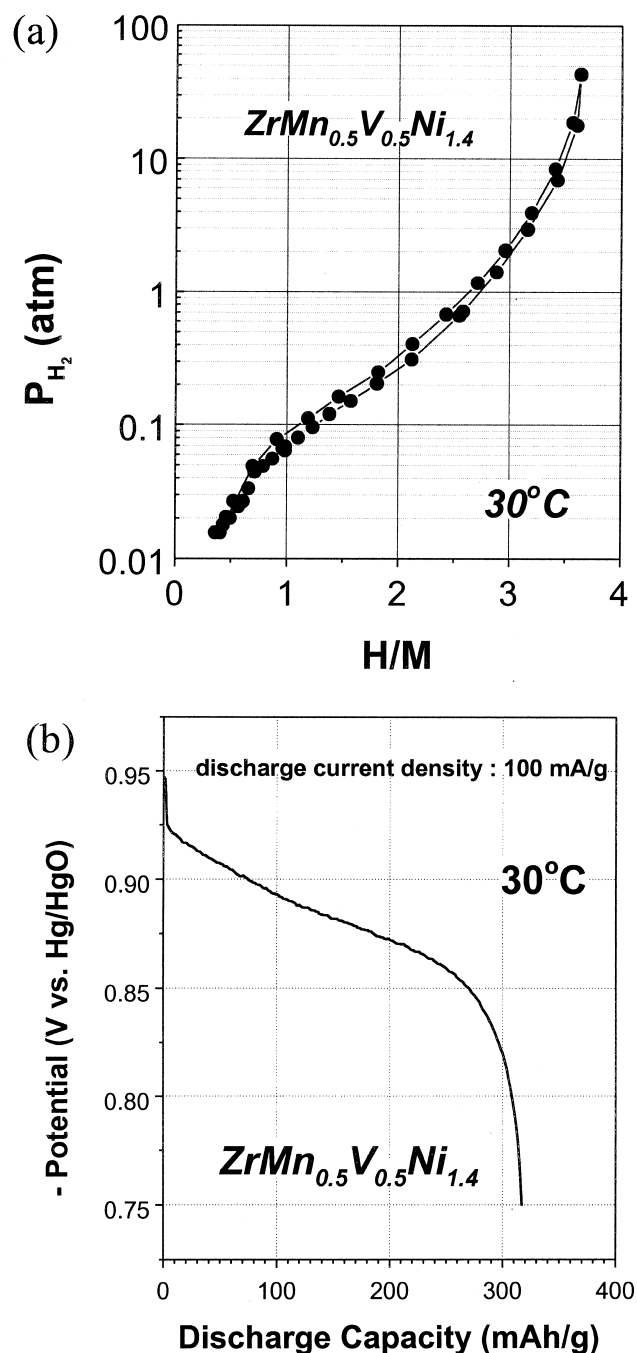 (a)
100
10
1
0.1
0.01
P_H₂ (atm)
ZrMn₀.₅V₀.₅Ni₁.₄
30°C
0 1 2 3 4
H/M
(b)
0.95
0.90
0.85
0.80
0.75
- Potential (V vs. Hg/HgO)
discharge current density : 100 mA/g
30°C
ZrMn₀.₅V₀.₅Ni₁.₄
0 100 200 300 400
Discharge Capacity (mAh/g)